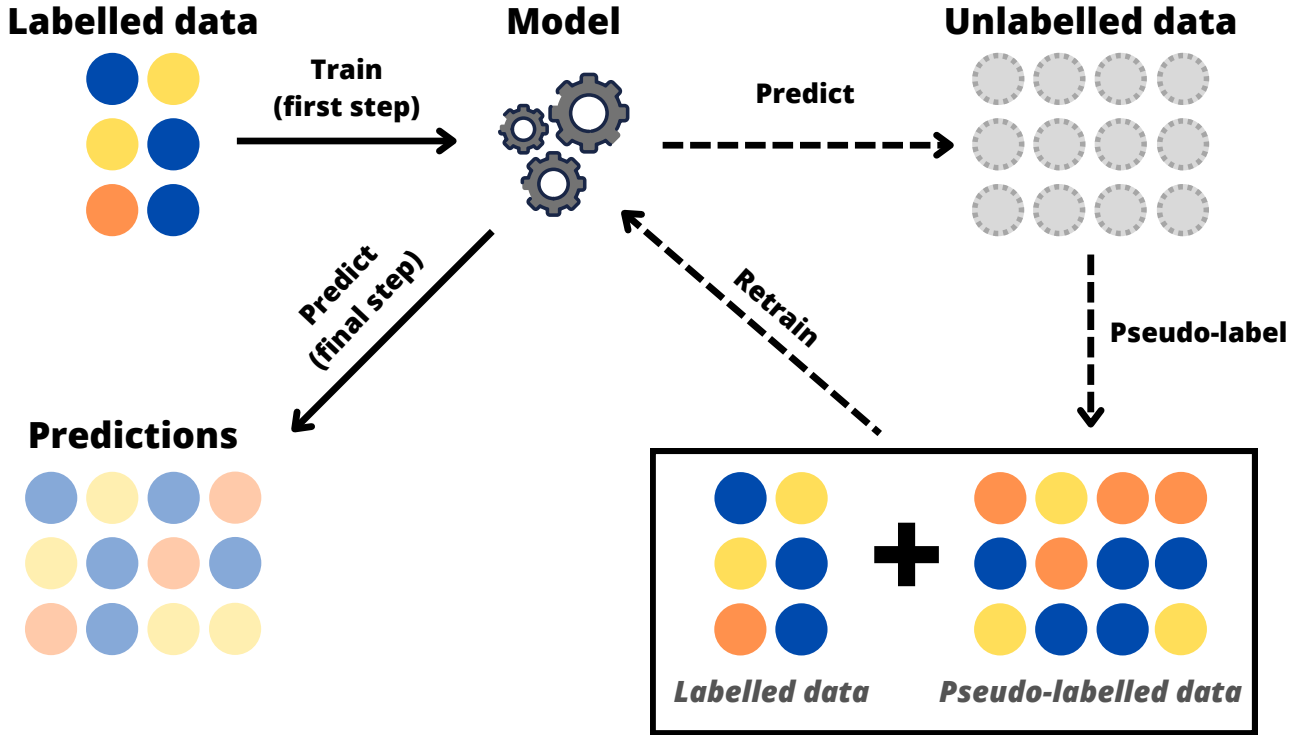 Labelled data
Model
Unlabelled data
Train
(first step)
Predict
Predict
(final step)
Retrain
Pseudo-label
Predictions
Labelled data
Pseudo-labelled data